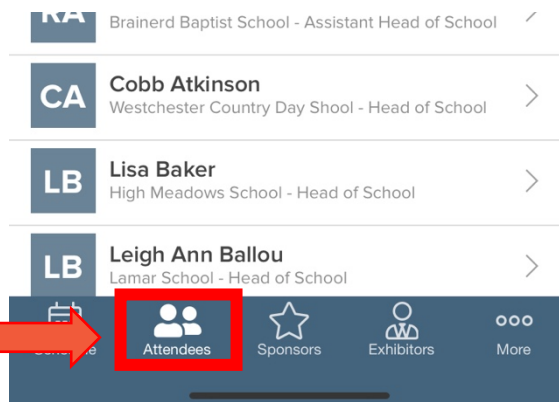 RA
Brainerd Baptist School - Assistant Head of School
CA
Cobb Atkinson
Westchester Country Day Shool - Head of School
LB
Lisa Baker
High Meadows School - Head of School
LB
Leigh Ann Ballou
Lamar School - Head of School
Attendees
Sponsors
Exhibitors
More